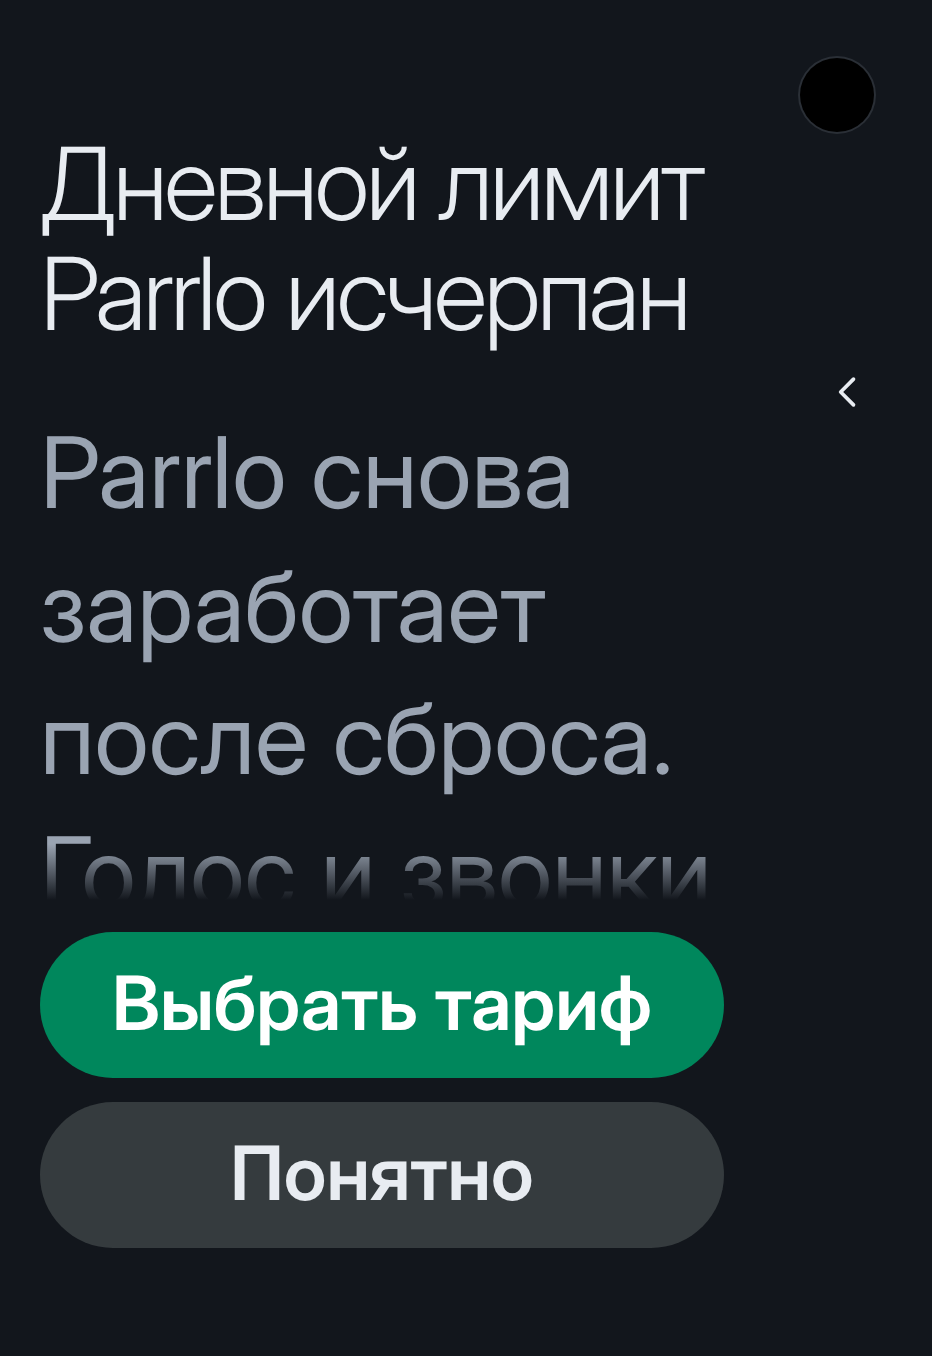 Дневной лимит
Parrlo исчерпан
Parrlo снова
заработает
после сброса.
Голос и звонки
Выбрать тариф
Понятно